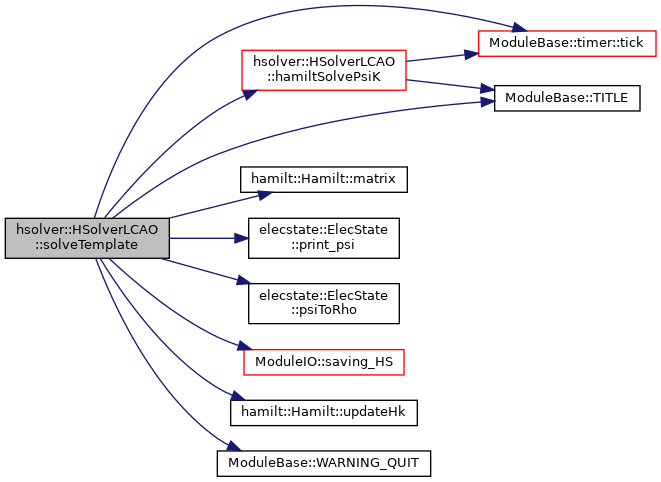 hsolver::HSolverLCAO
::solveTemplate
hsolver::HSolverLCAO
::hamiltSolvePsiK
ModuleBase::timer::tick
ModuleBase::TITLE
hamilt::Hamilt::matrix
elecstate::ElecState
::print_psi
elecstate::ElecState
::psiToRho
ModuleIO::saving_HS
hamilt::Hamilt::updateHk
ModuleBase::WARNING_QUIT